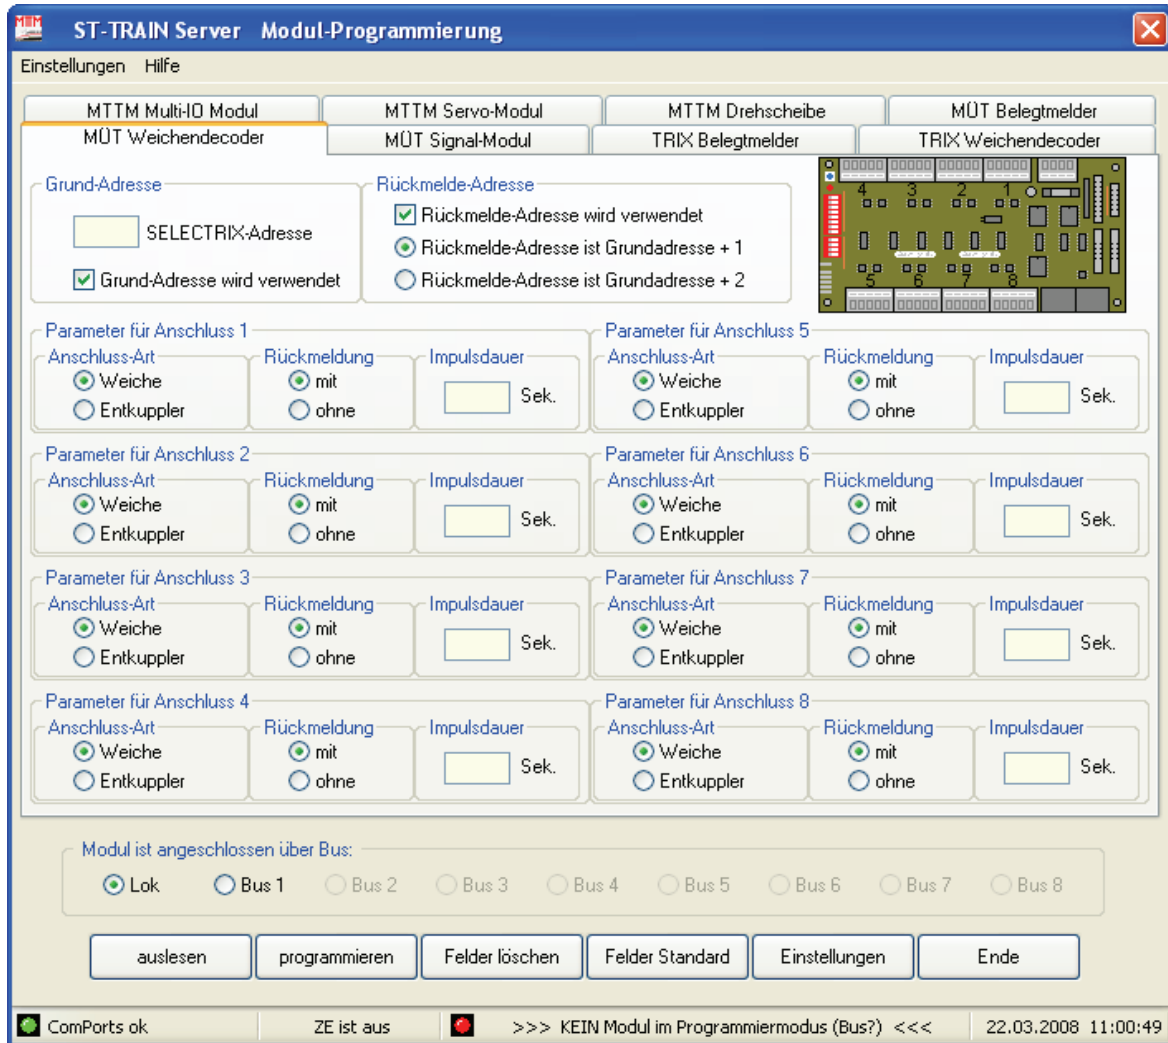 MTTM
ST-TRAIN Server Modul-Programmierung
Einstellungen Hilfe
MTTM Multi-IO Modul MTTM Servo-Modul MTTM Drehscheibe MÜT Belegtmelder
MÜT Weichendecoder MÜT Signal-Modul TRIX Belegtmelder TRIX Weichendecoder
Grund-Adresse
SELECTRIX-Adresse
Grund-Adresse wird verwendet
Rückmelde-Adresse
Rückmelde-Adresse wird verwendet
Rückmelde-Adresse ist Grundadresse + 1
Rückmelde-Adresse ist Grundadresse + 2
4 3 2 1
5 6 7 8
Parameter für Anschluss 1
Anschluss-Art Rückmeldung Impulsdauer
Weiche mit Sek.
Entkuppler ohne
Parameter für Anschluss 5
Anschluss-Art Rückmeldung Impulsdauer
Weiche mit Sek.
Entkuppler ohne
Parameter für Anschluss 2
Anschluss-Art Rückmeldung Impulsdauer
Weiche mit Sek.
Entkuppler ohne
Parameter für Anschluss 6
Anschluss-Art Rückmeldung Impulsdauer
Weiche mit Sek.
Entkuppler ohne
Parameter für Anschluss 3
Anschluss-Art Rückmeldung Impulsdauer
Weiche mit Sek.
Entkuppler ohne
Parameter für Anschluss 7
Anschluss-Art Rückmeldung Impulsdauer
Weiche mit Sek.
Entkuppler ohne
Parameter für Anschluss 4
Anschluss-Art Rückmeldung Impulsdauer
Weiche mit Sek.
Entkuppler ohne
Parameter für Anschluss 8
Anschluss-Art Rückmeldung Impulsdauer
Weiche mit Sek.
Entkuppler ohne
Modul ist angeschlossen über Bus:
Lok Bus 1 Bus 2 Bus 3 Bus 4 Bus 5 Bus 6 Bus 7 Bus 8
auslesen programmieren Felder löschen Felder Standard Einstellungen Ende
ComPorts ok ZE ist aus >>> KEIN Modul im Programmiermodus (Bus?) <<< 22.03.2008 11:00:49